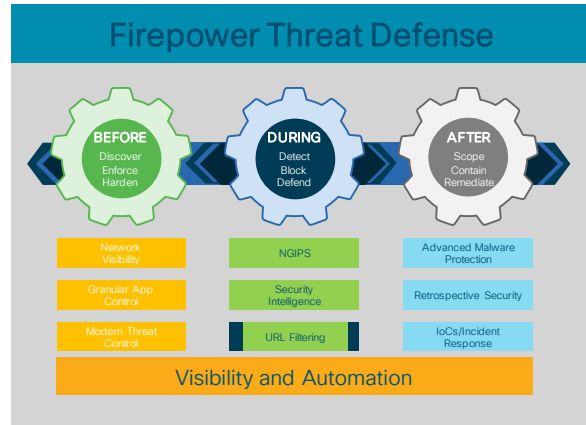 Firepower Threat Defense
BEFORE
Discover
Enforce
Harden
DURING
Detect
Block
Defend
AFTER
Scope
Contain
Remediate
Network
Visibility
Granular App
Control
Modern Threat
Control
NGIPS
Security
Intelligence
URL Filtering
Advanced Malware
Protection
Retrospective Security
IoCs/Incident
Response
Visibility and Automation